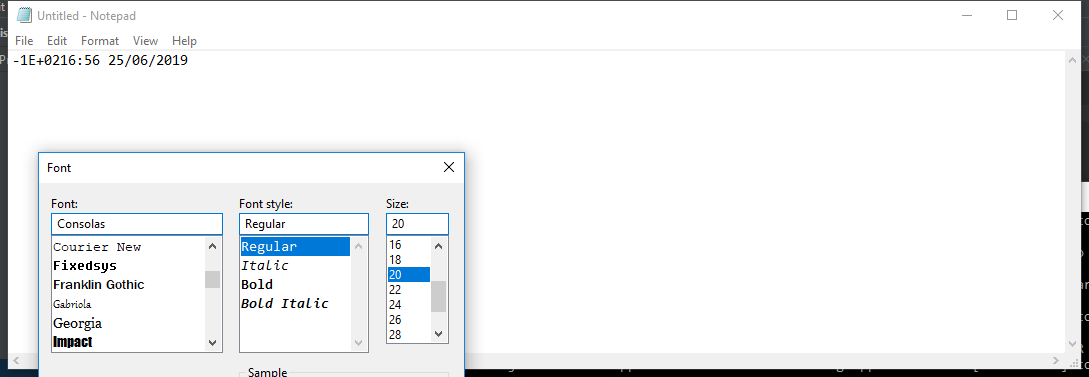 Untitled - Notepad
File Edit Format View Help
-1E+0216:56 25/06/2019
Font
Font: Font style: Size:
Consolas Regular 20
Courier New Regular 16
Fixedsys Italic 18
Franklin Gothic Bold 20
Gabriola Bold Italic 22
Georgia 24
Impact 26
28
Sample